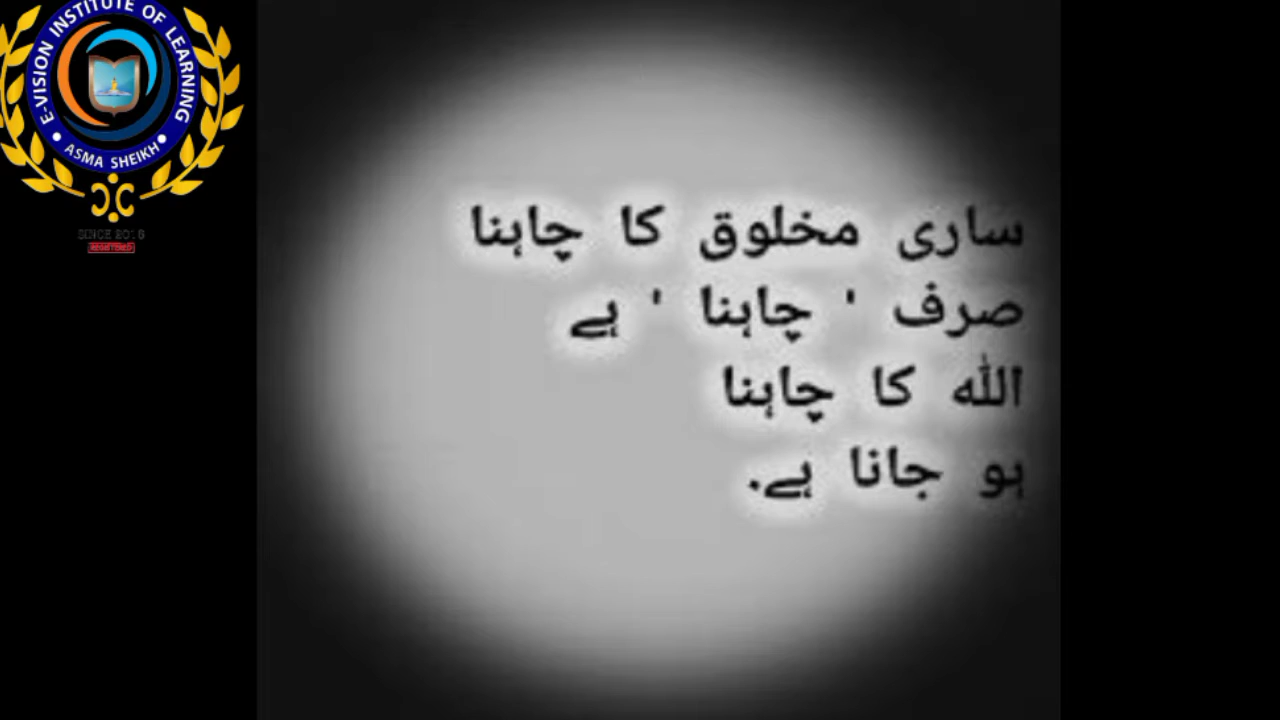 E-VISION INSTITUTE OF LEARNING
ASMA SHEIKH
SINCE 2016
REGISTERED
ساری مخلوق کا چاہنا
صرف ' چاہنا ' ہے
اللہ کا چاہنا
ہو جانا ہے.